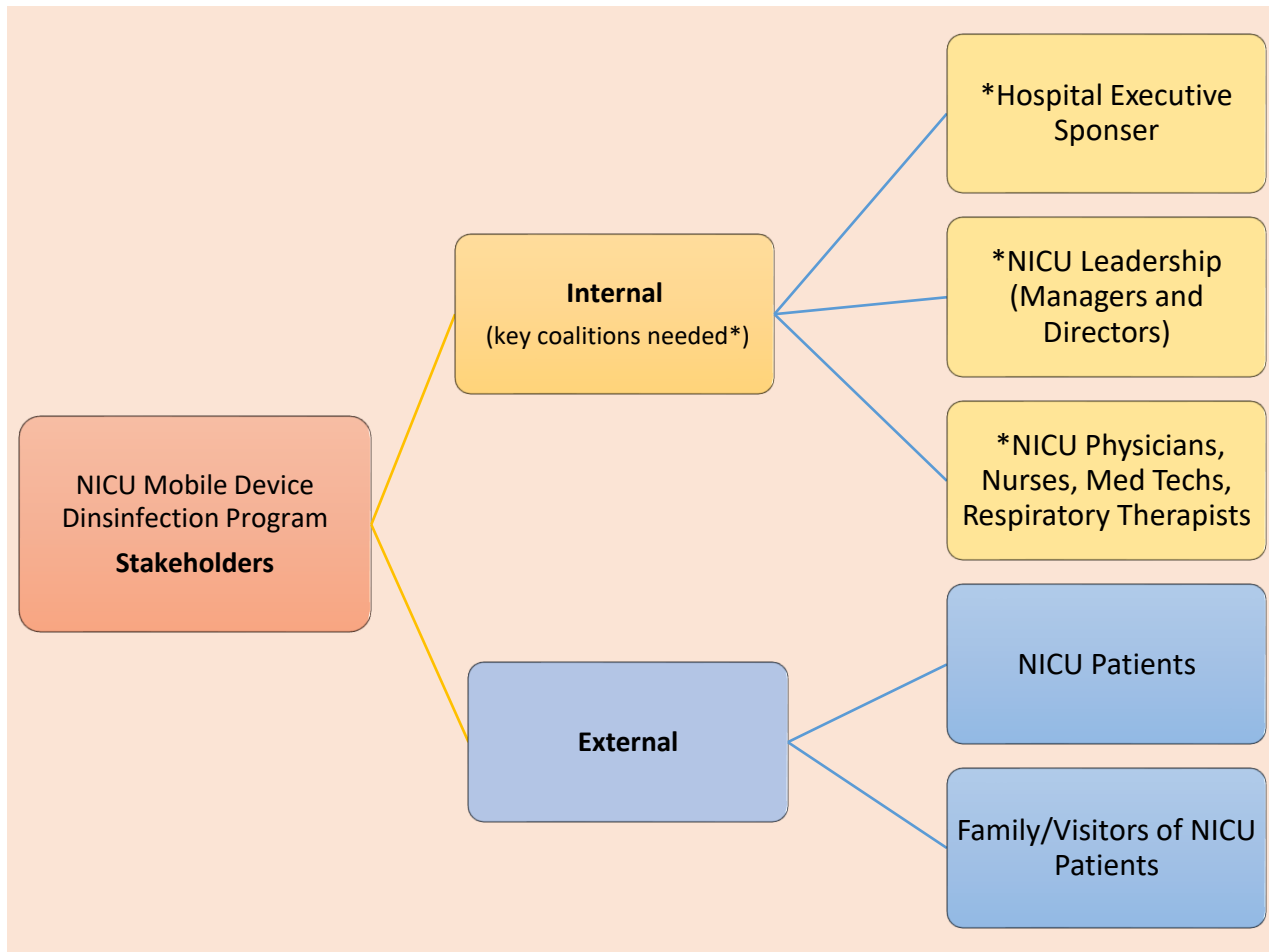 *Hospital Executive
Sponser
*NICU Leadership
(Managers and
Directors)
Internal
(key coalitions needed*)
*NICU Physicians,
Nurses, Med Techs,
Respiratory Therapists
NICU Mobile Device
Dinsinfection Program
Stakeholders
NICU Patients
External
Family/Visitors of NICU
Patients